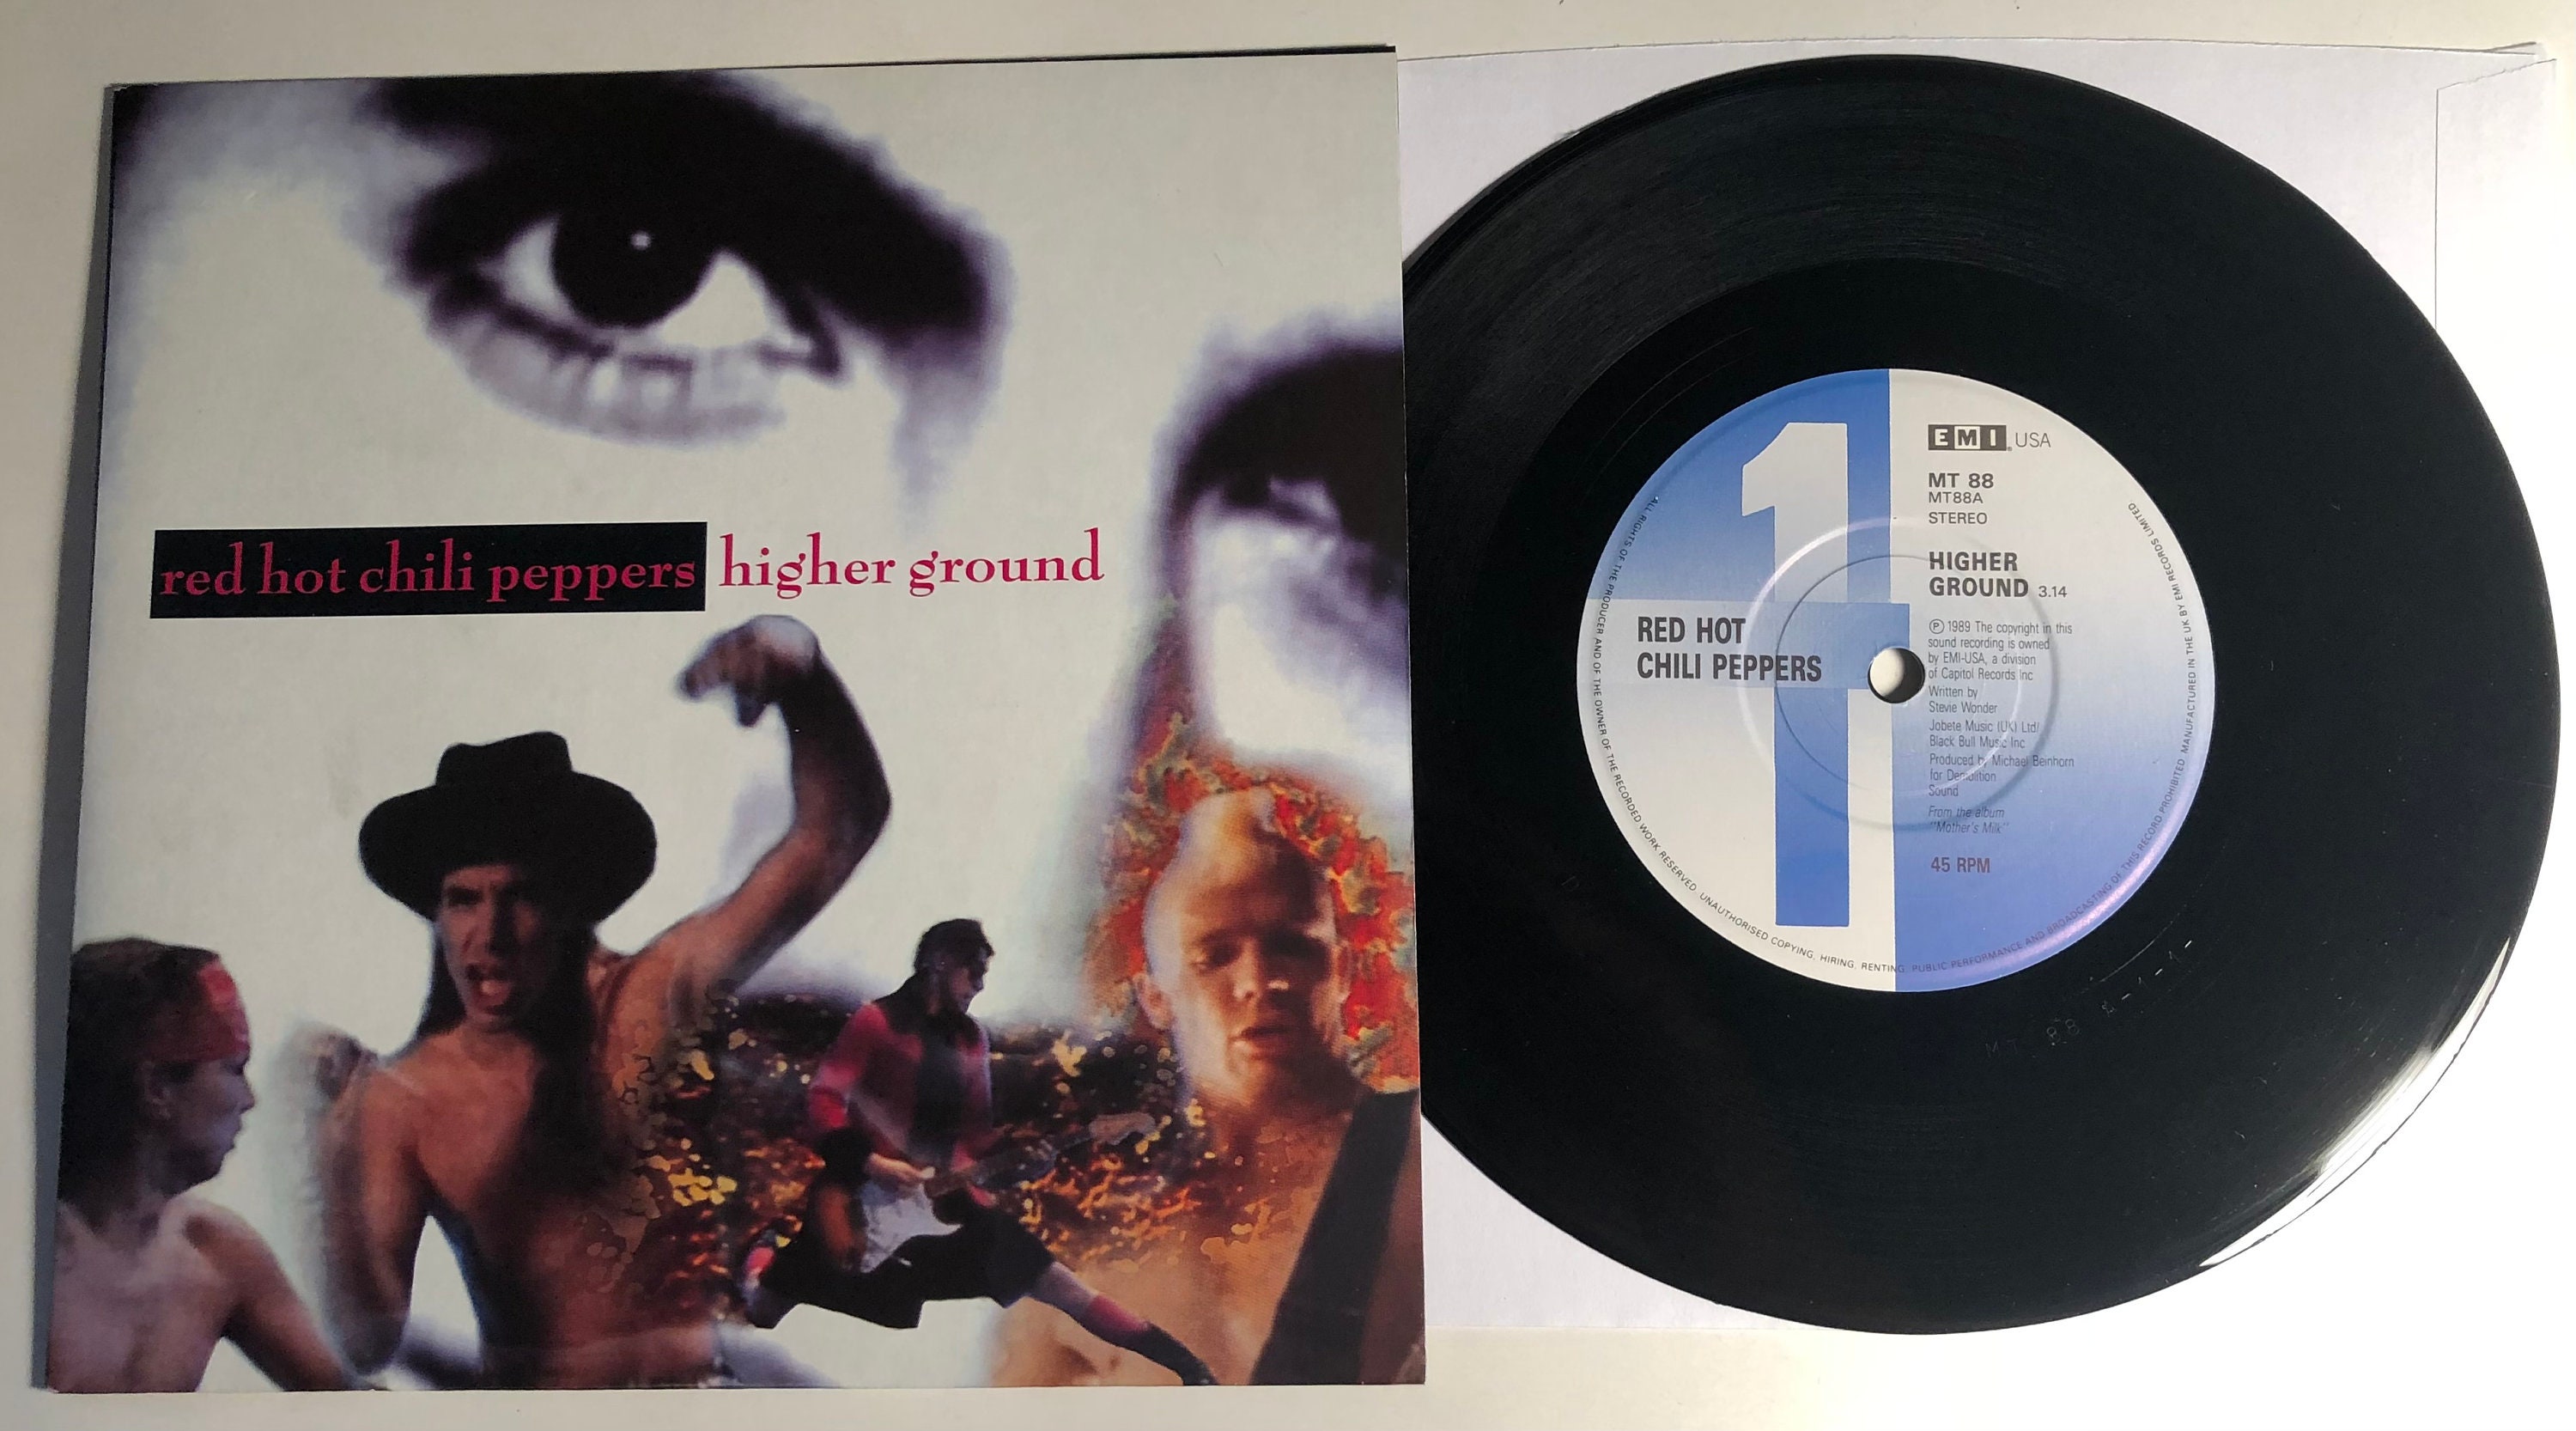 red hot chili peppers higher ground
1
RED HOT
CHILI PEPPERS
EMI USA
MT 88
MT88A
STEREO
HIGHER
GROUND 3.14
℗ 1989 The copyright in this
sound recording is owned
by EMI-USA, a division
of Capitol Records Inc
Written by
Stevie Wonder
Jobete Music (UK) Ltd/
Black Bull Music Inc
Produced by Michael Beinhorn
for Demolition
Sound
From the album
"Mother's Milk"
45 RPM
ALL RIGHTS OF THE PRODUCER AND OF THE OWNER OF THE RECORDED WORK RESERVED. UNAUTHORISED COPYING, HIRING, RENTING, PUBLIC PERFORMANCE AND BROADCASTING OF THIS RECORD PROHIBITED. MANUFACTURED IN THE UK BY EMI RECORDS LIMITED
MT 88 A-1-1-